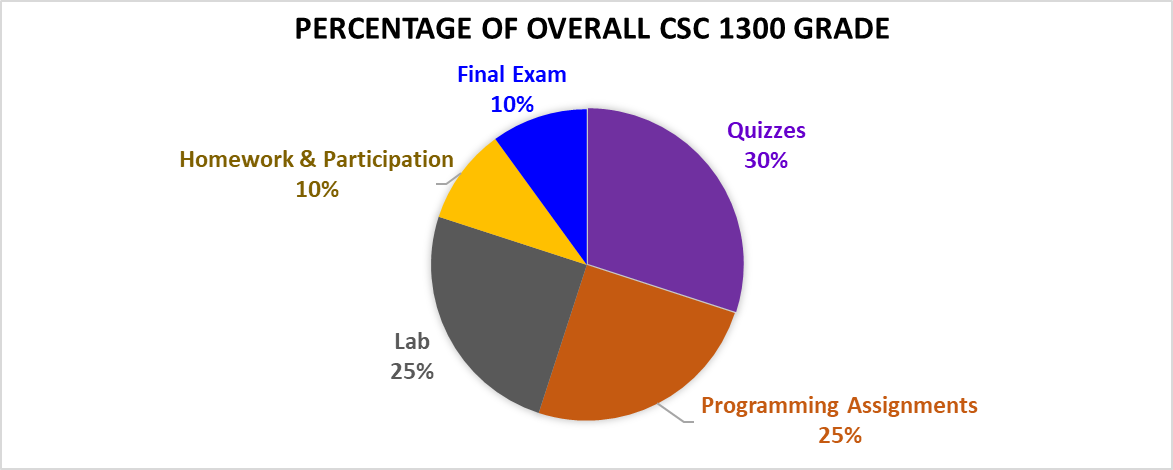 PERCENTAGE OF OVERALL CSC 1300 GRADE
Final Exam
10%
Quizzes
30%
Homework & Participation
10%
Lab
25%
Programming Assignments
25%